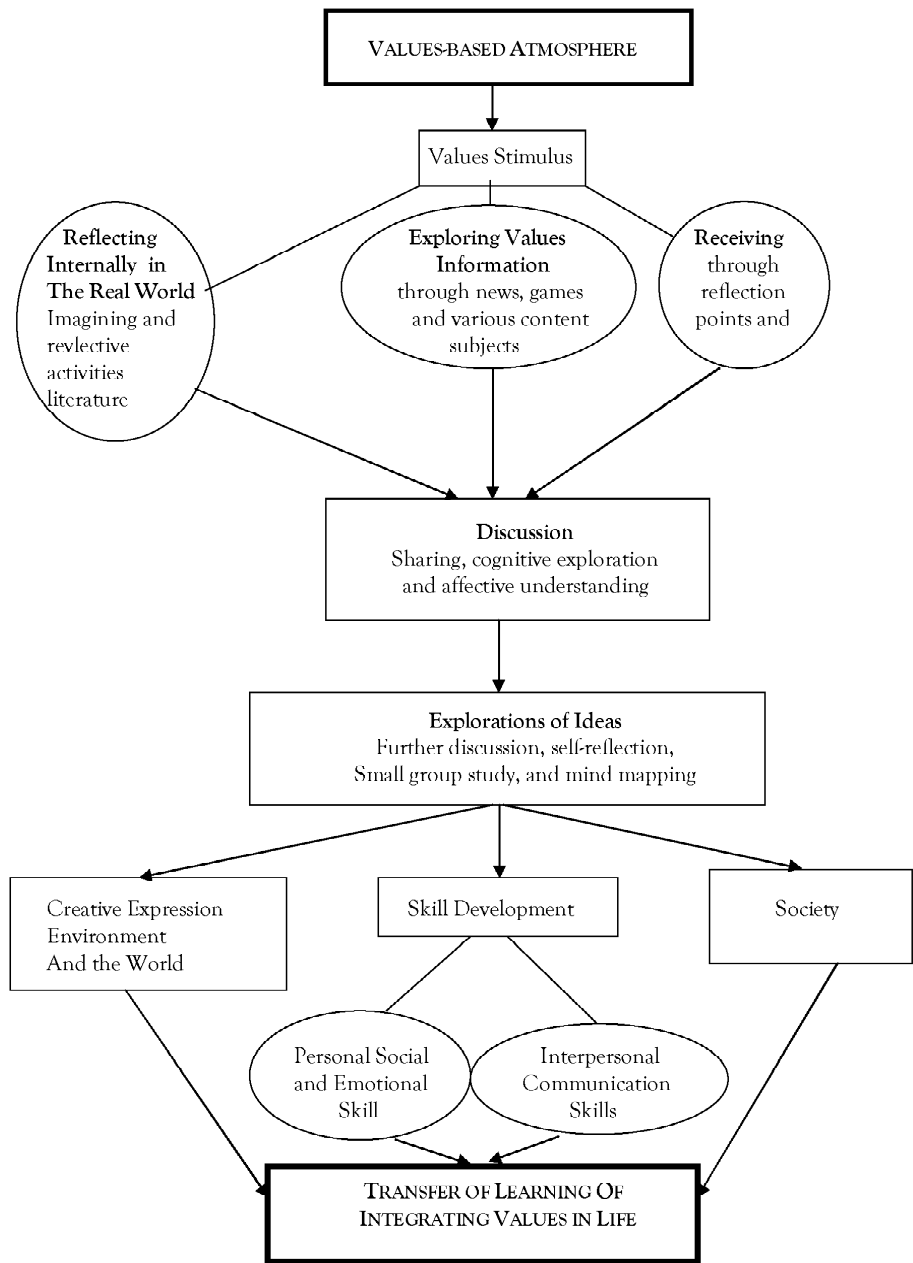 VALUES-BASED ATMOSPHERE
Values Stimulus
Reflecting
Internally in
The Real World
Imagining and
revlective
activities
literature
Exploring Values
Information
through news, games
and various content
subjects
Receiving
through
reflection
points and
Discussion
Sharing, cognitive exploration
and affective understanding
Explorations of Ideas
Further discussion, self-reflection,
Small group study, and mind mapping
Creative Expression
Environment
And the World
Skill Development
Society
Personal Social
and Emotional
Skill
Interpersonal
Communication
Skills
TRANSFER OF LEARNING OF
INTEGRATING VALUES IN LIFE